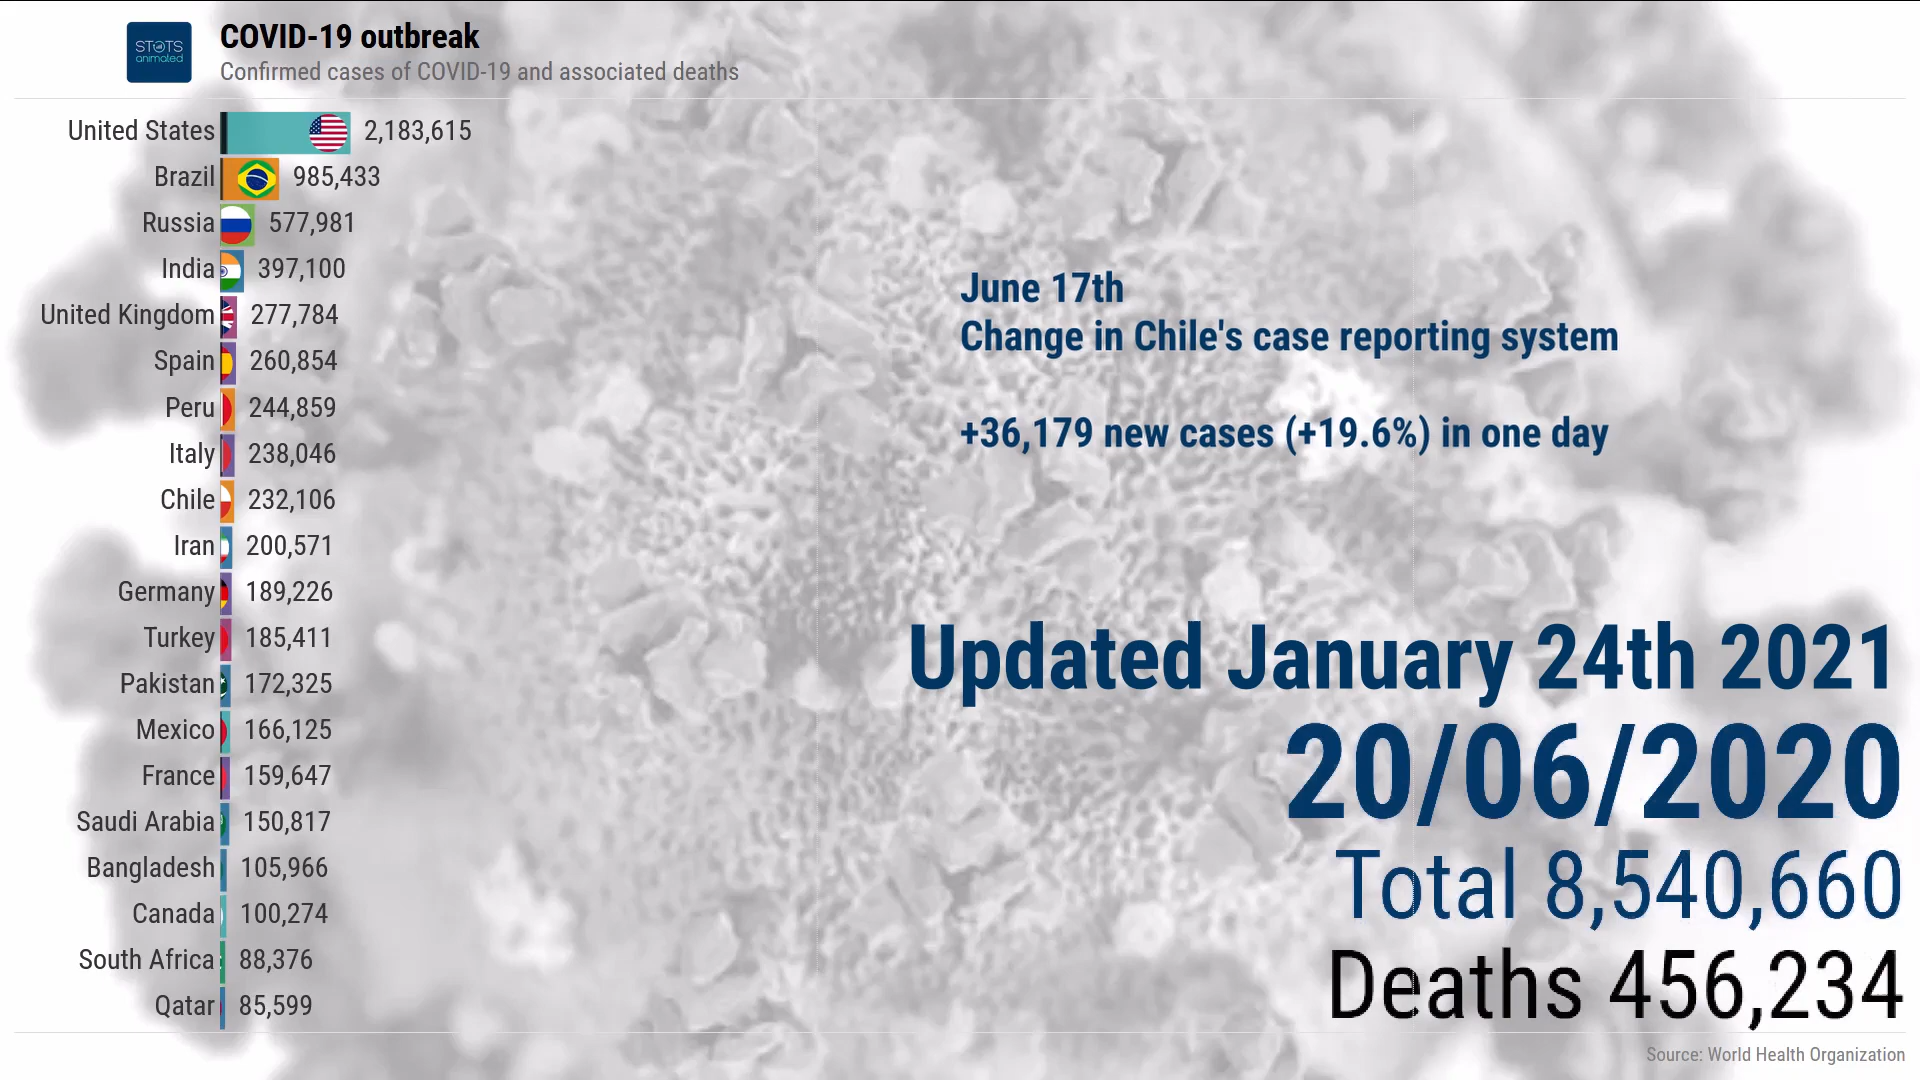 STATS
animated
COVID-19 outbreak
Confirmed cases of COVID-19 and associated deaths
United States 2,183,615
Brazil 985,433
Russia 577,981
India 397,100
United Kingdom 277,784
Spain 260,854
Peru 244,859
Italy 238,046
Chile 232,106
Iran 200,571
Germany 189,226
Turkey 185,411
Pakistan 172,325
Mexico 166,125
France 159,647
Saudi Arabia 150,817
Bangladesh 105,966
Canada 100,274
South Africa 88,376
Qatar 85,599
June 17th
Change in Chile's case reporting system
+36,179 new cases (+19.6%) in one day
Updated January 24th 2021
20/06/2020
Total 8,540,660
Deaths 456,234
Source: World Health Organization